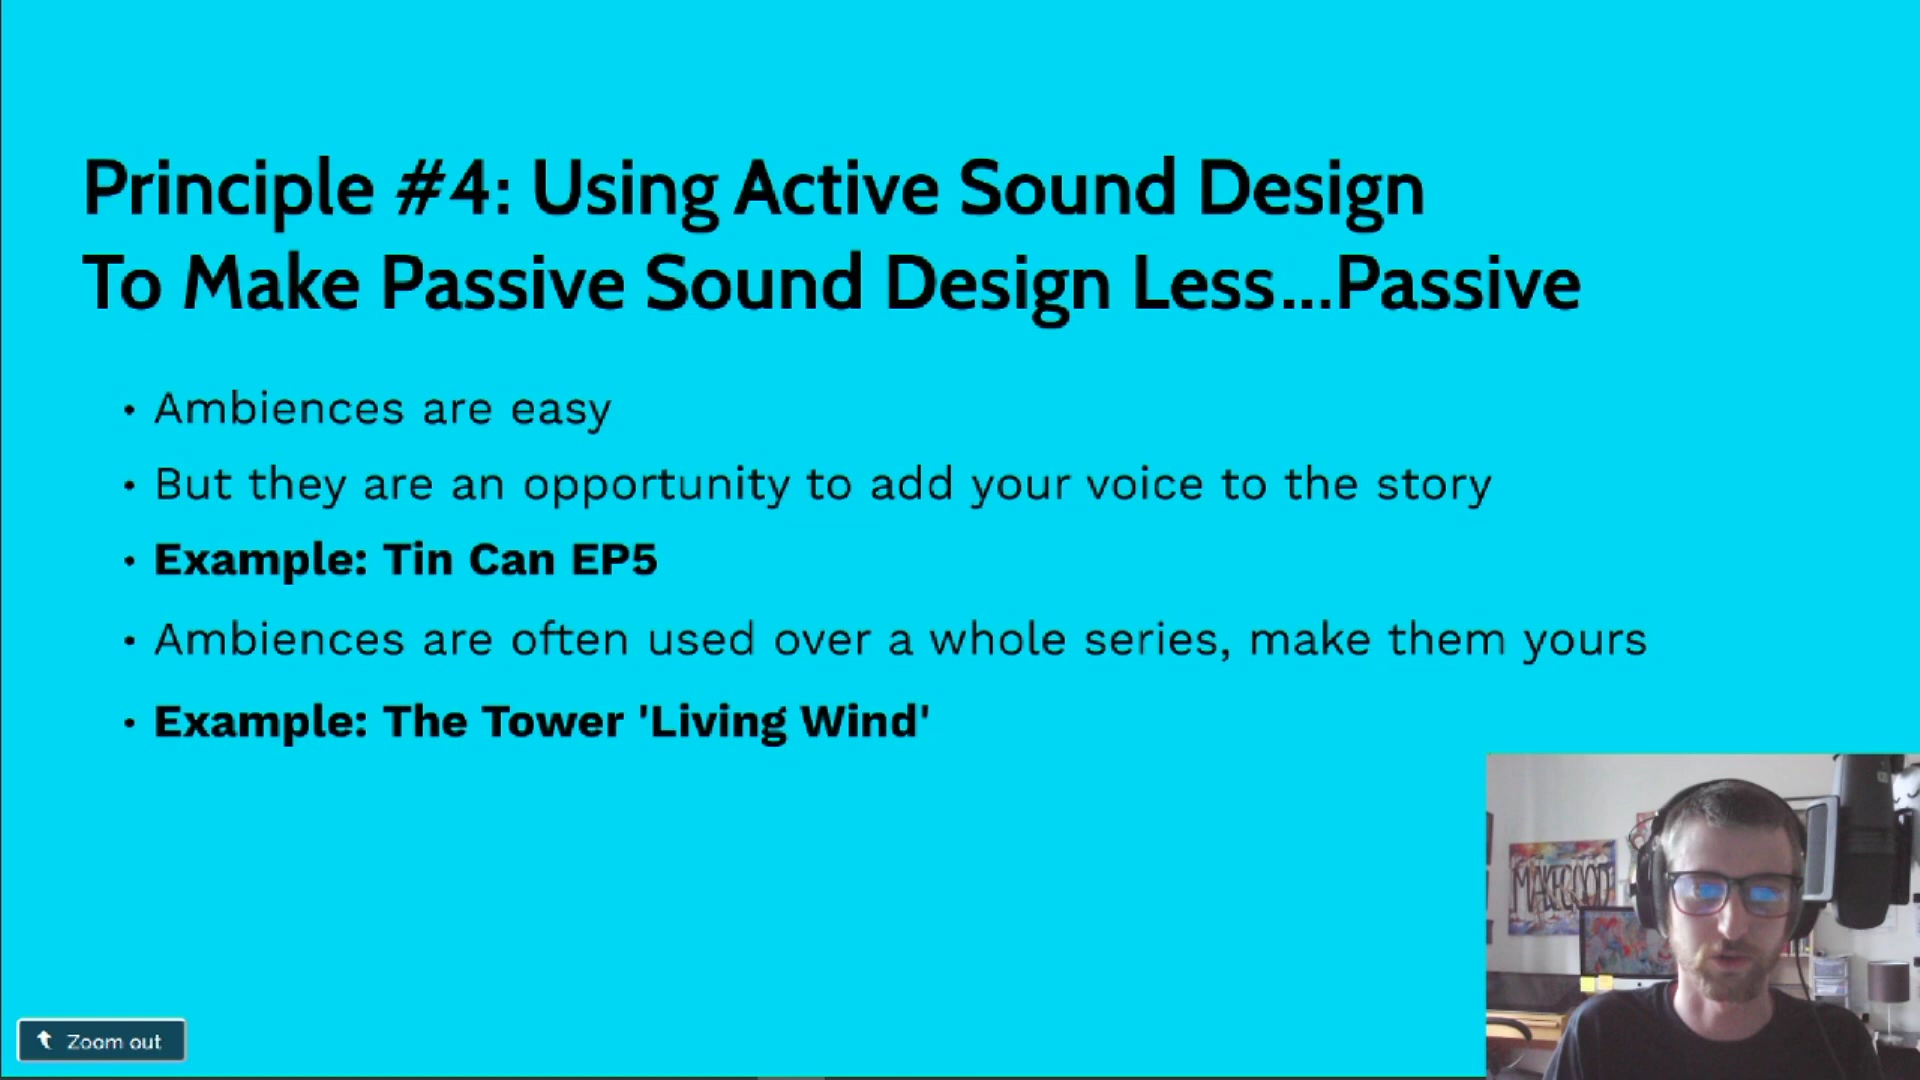 Principle #4: Using Active Sound Design
To Make Passive Sound Design Less...Passive
• Ambiences are easy
• But they are an opportunity to add your voice to the story
• Example: Tin Can EP5
• Ambiences are often used over a whole series, make them yours
• Example: The Tower 'Living Wind'
MAKE GOOD
Zoom out